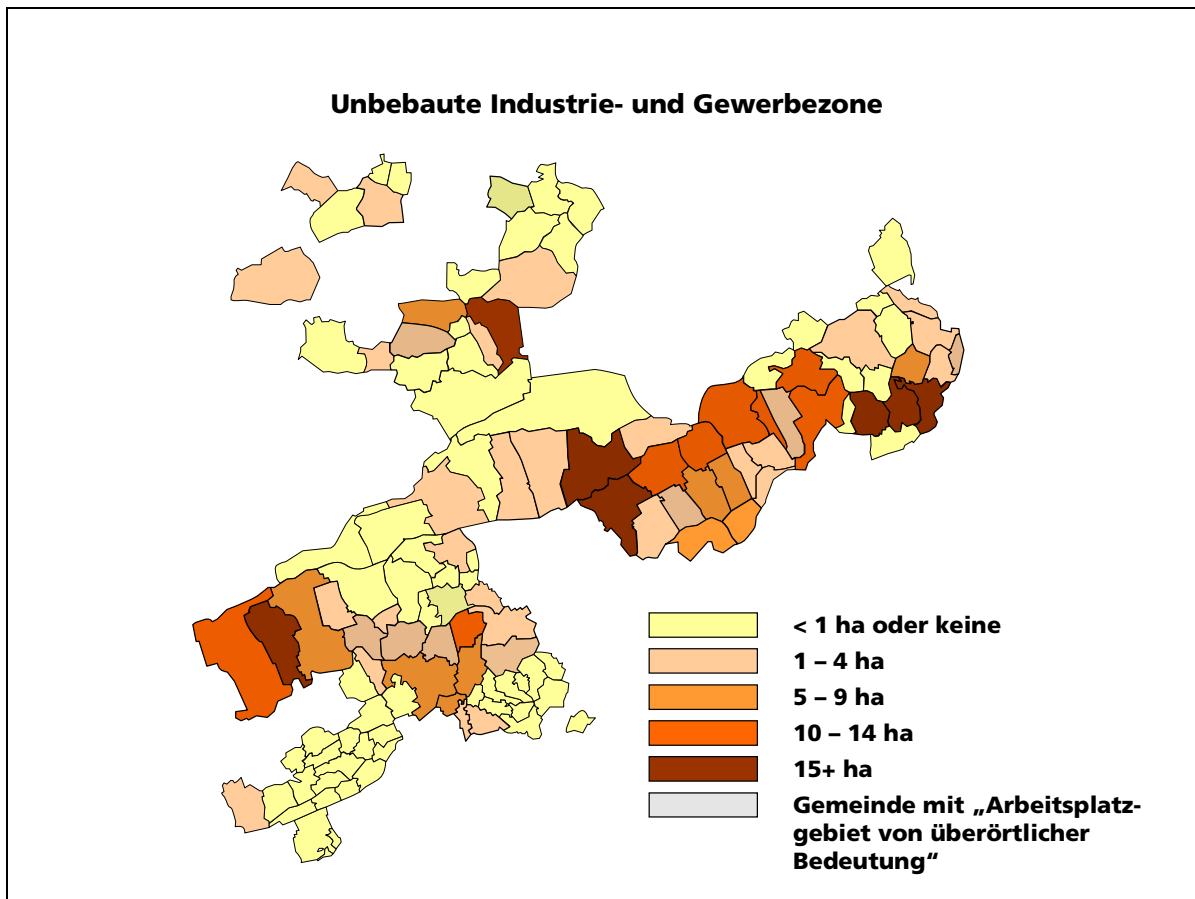 Unbebaute Industrie- und Gewerbezone
< 1 ha oder keine
1 – 4 ha
5 – 9 ha
10 – 14 ha
15+ ha
Gemeinde mit „Arbeitsplatz-
gebiet von überörtlicher
Bedeutung“